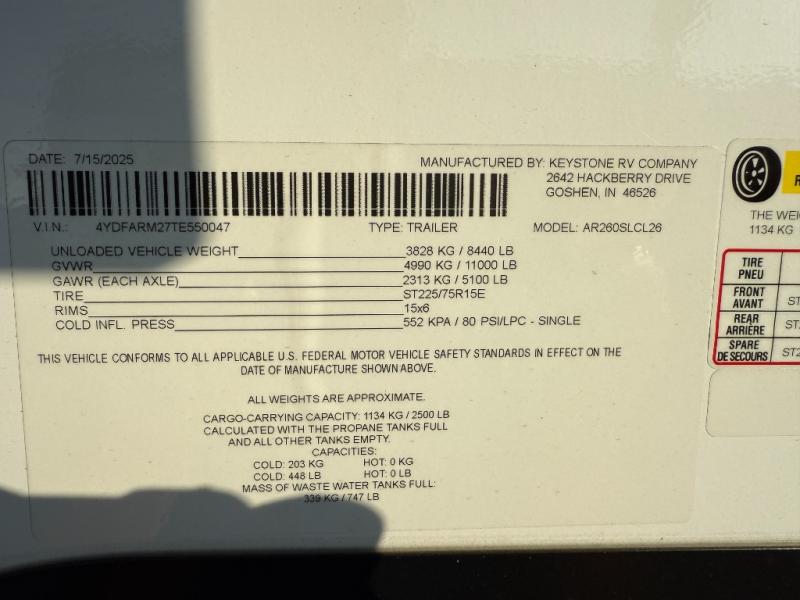 DATE: 7/15/2025
MANUFACTURED BY: KEYSTONE RV COMPANY
2642 HACKBERRY DRIVE
GOSHEN, IN 46526
V.I.N.: 4YDFARM27TE550047 TYPE: TRAILER MODEL: AR260SLCL26
UNLOADED VEHICLE WEIGHT 3828 KG / 8440 LB
GVWR 4990 KG / 11000 LB
GAWR (EACH AXLE) 2313 KG / 5100 LB
TIRE ST225/75R15E
RIMS 15x6
COLD INFL. PRESS 552 KPA / 80 PSI/LPC - SINGLE
THIS VEHICLE CONFORMS TO ALL APPLICABLE U.S. FEDERAL MOTOR VEHICLE SAFETY STANDARDS IN EFFECT ON THE
DATE OF MANUFACTURE SHOWN ABOVE.
ALL WEIGHTS ARE APPROXIMATE.
CARGO-CARRYING CAPACITY: 1134 KG / 2500 LB
CALCULATED WITH THE PROPANE TANKS FULL
AND ALL OTHER TANKS EMPTY.
CAPACITIES:
COLD: 203 KG HOT: 0 KG
COLD: 448 LB HOT: 0 LB
MASS OF WASTE WATER TANKS FULL:
339 KG / 747 LB
THE
1134 KG
TIRE
PNEU
FRONT
AVANT
REAR
ARRIÈRE
SPARE
DE SECOURS